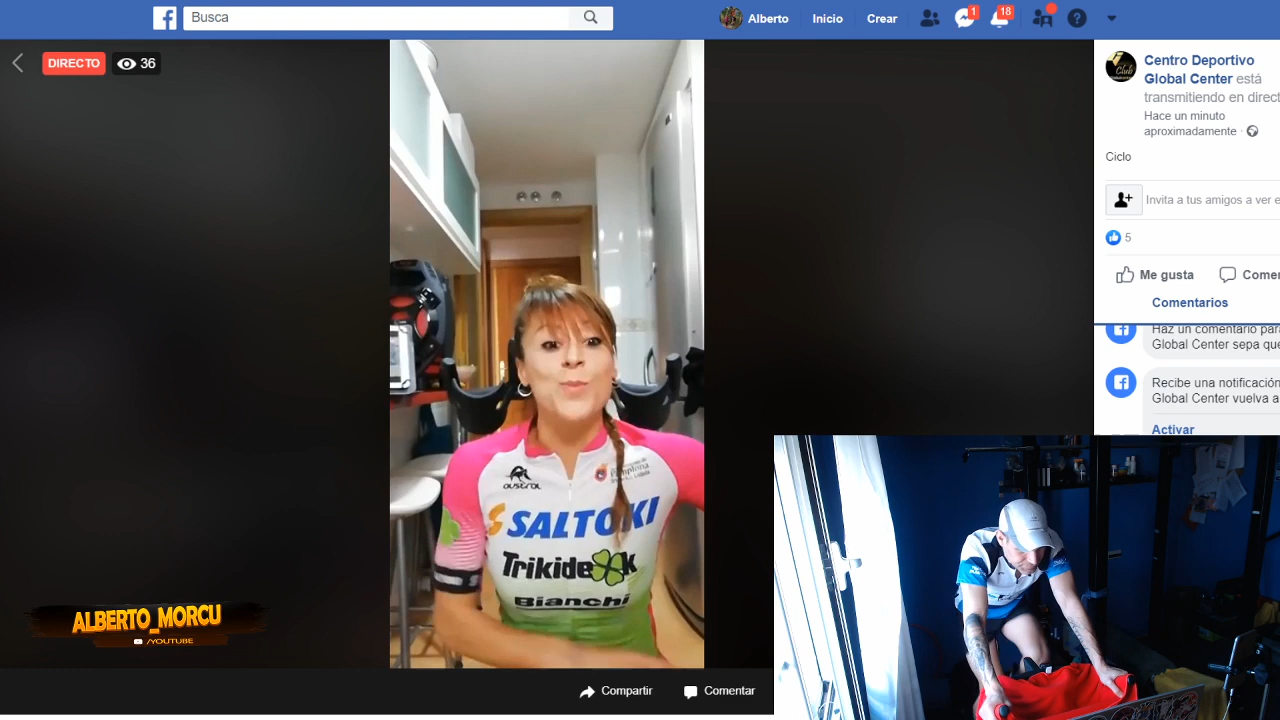 Busca
Alberto
Inicio
Crear
1
18
DIRECTO
36
Centro Deportivo
Global Center está
transmitiendo en direct
Hace un minuto
aproximadamente ·
Ciclo
Invita a tus amigos a ver e
5
Me gusta
Comen
Comentarios
Haz un comentario para
Global Center sepa que
Recibe una notificación
Global Center vuelva a
Activar
AUSTRAL
Pamplona
SALTOKI
Trikideak
Bianchi
ALBERTO_MORCU
/YOUTUBE
Compartir
Comentar